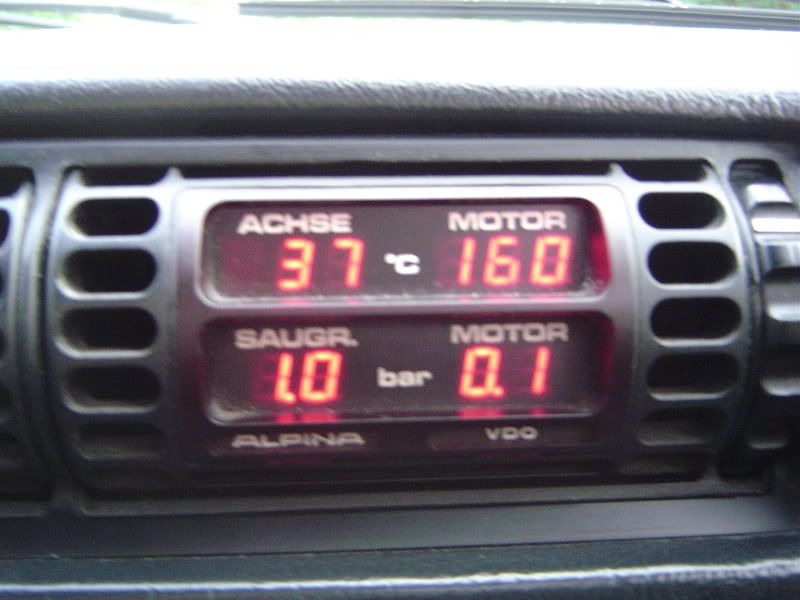 ACHSE MOTOR
37 °C 160
SAUGR. MOTOR
1.0 bar 0.1
ALPINA VDO